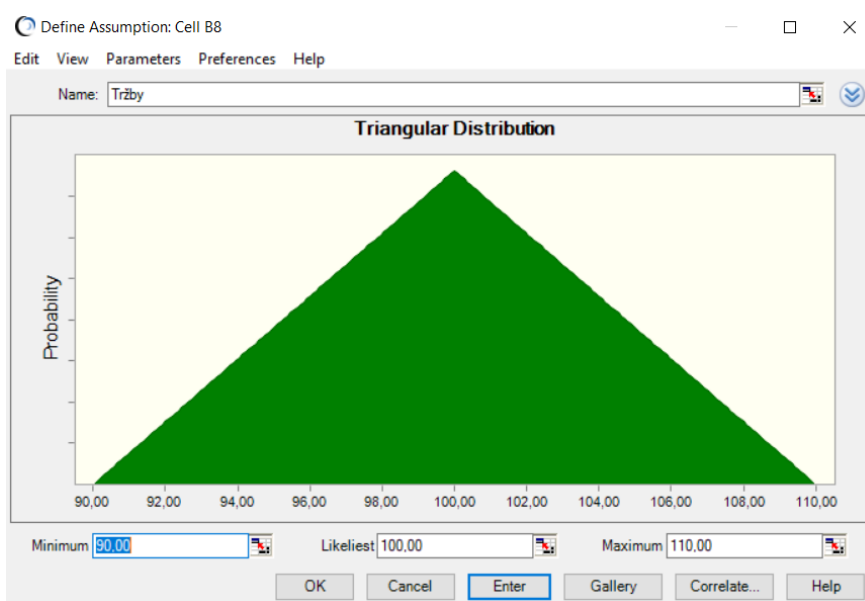 Define Assumption: Cell B8
Edit View Parameters Preferences Help
Name: Tržby
Triangular Distribution
Probability
90,00 92,00 94,00 96,00 98,00 100,00 102,00 104,00 106,00 108,00 110,00
Minimum 90,00 Likeliest 100,00 Maximum 110,00
OK Cancel Enter Gallery Correlate... Help